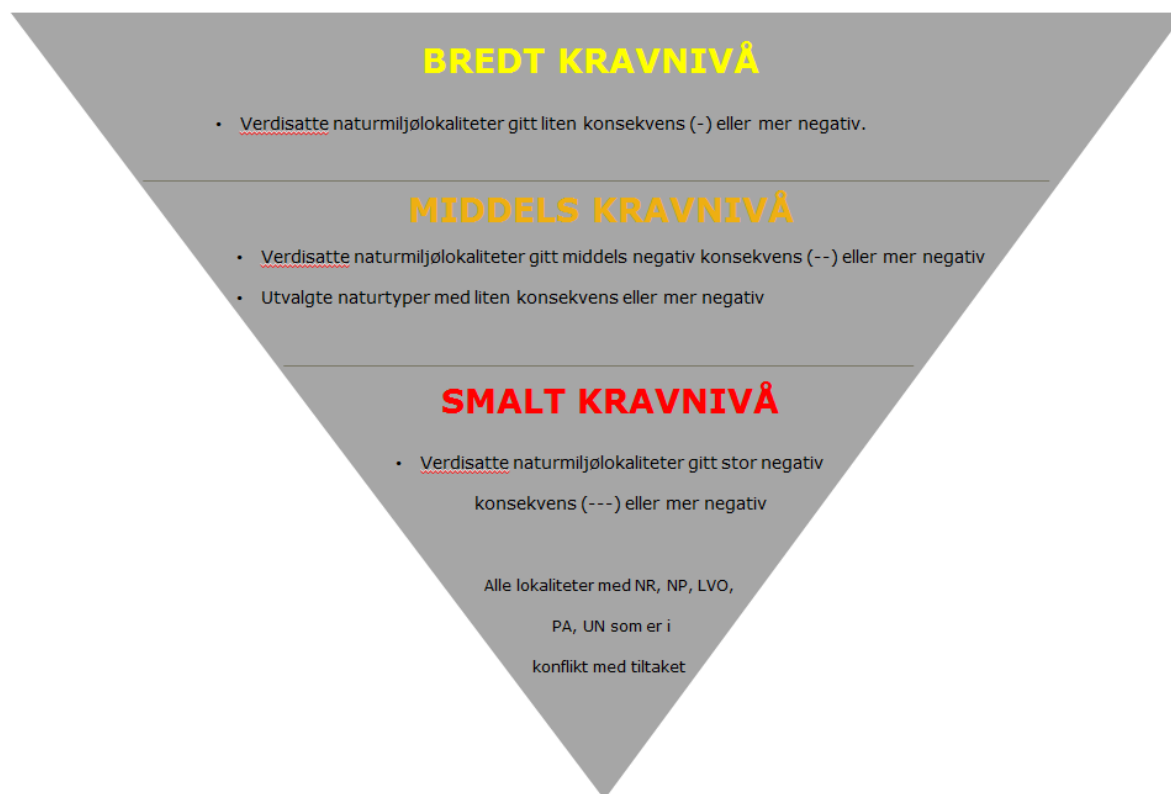 BREDT KRAVNIVÅ
• Verdisatte naturmiljølokaliteter gitt liten konsekvens (-) eller mer negativ.
MIDDELS KRAVNIVÅ
• Verdisatte naturmiljølokaliteter gitt middels negativ konsekvens (--) eller mer negativ
• Utvalgte naturtyper med liten konsekvens eller mer negativ
SMALT KRAVNIVÅ
• Verdisatte naturmiljølokaliteter gitt stor negativ
konsekvens (---) eller mer negativ
Alle lokaliteter med NR, NP, LVO,
PA, UN som er i
konflikt med tiltaket